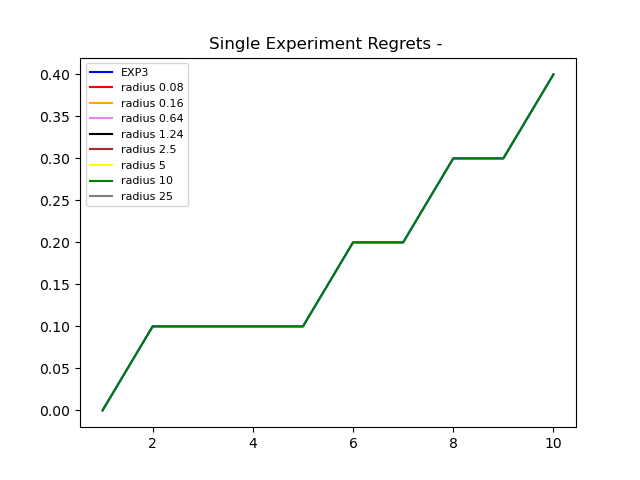 Single Experiment Regrets -
EXP3
radius 0.08
radius 0.16
radius 0.64
radius 1.24
radius 2.5
radius 5
radius 10
radius 25
0.40
0.35
0.30
0.25
0.20
0.15
0.10
0.05
0.00
2 4 6 8 10